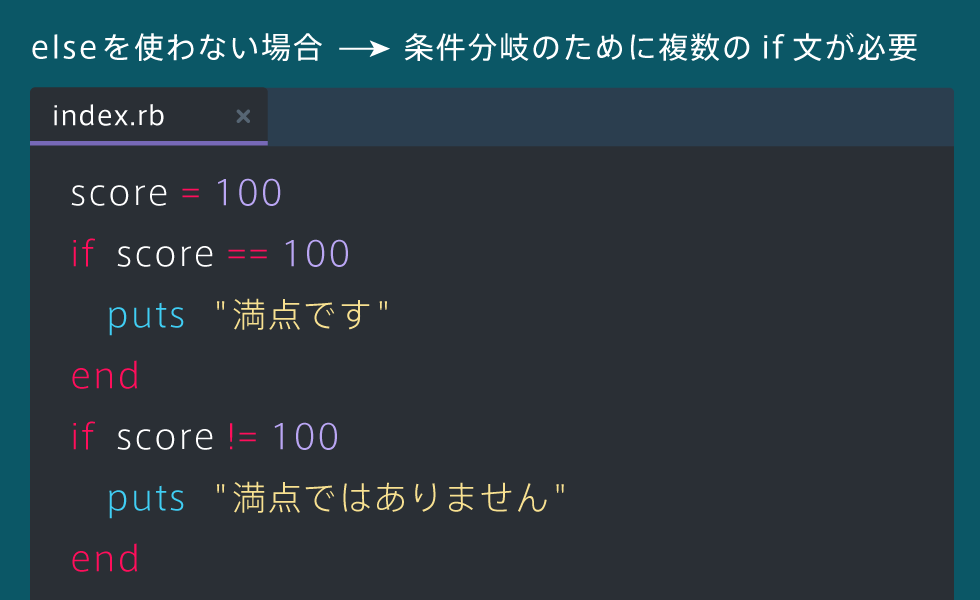 elseを使わない場合 → 条件分岐のために複数の if 文が必要
index.rb ×
score = 100
if score == 100
puts "満点です"
end
if score != 100
puts "満点ではありません"
end